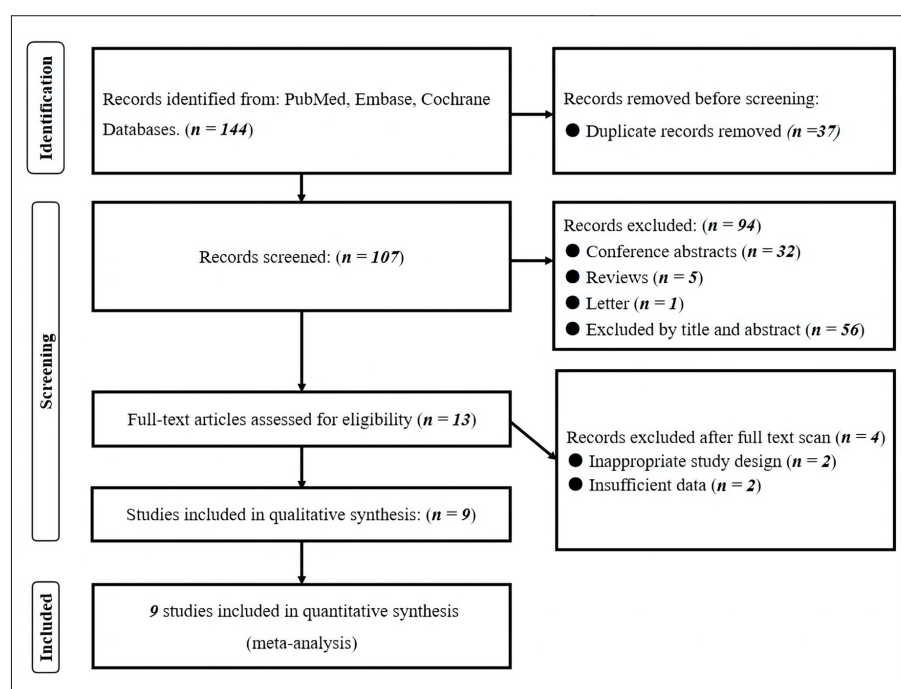 Identification
Records identified from: PubMed, Embase, Cochrane
Databases. (n = 144)
Records removed before screening:
● Duplicate records removed (n =37)
Screening
Records screened: (n = 107)
Records excluded: (n = 94)
● Conference abstracts (n = 32)
● Reviews (n = 5)
● Letter (n = 1)
● Excluded by title and abstract (n = 56)
Full-text articles assessed for eligibility (n = 13)
Records excluded after full text scan (n = 4)
● Inappropriate study design (n = 2)
● Insufficient data (n = 2)
Studies included in qualitative synthesis: (n = 9)
Included
9 studies included in quantitative synthesis
(meta-analysis)